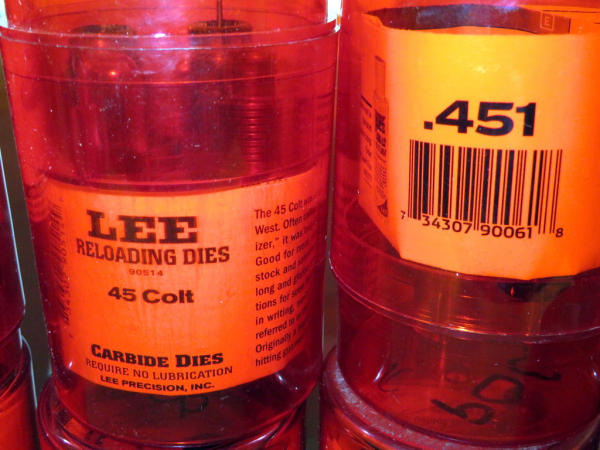 LEE
RELOADING DIES
90514
45 Colt
CARBIDE DIES
REQUIRE NO LUBRICATION
LEE PRECISION, INC.
The 45 Colt
West. Often
izer," it was
Good for
stock and
long and
tions for
in writing,
referred to
Originally a
hitting
.451
7 34307 90061 8